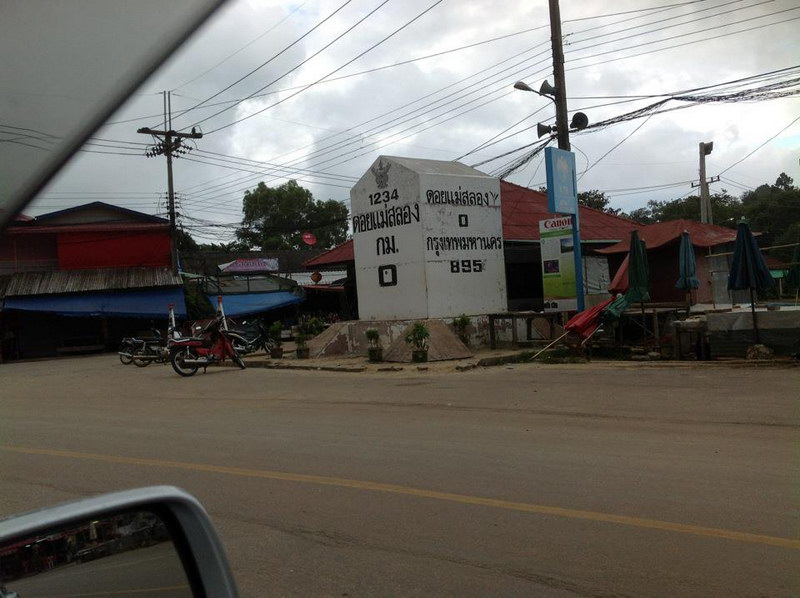 1234
ดอยแม่สลอง
กม.
0
ดอยแม่สลอง
0
กรุงเทพมหานคร
895
Canon